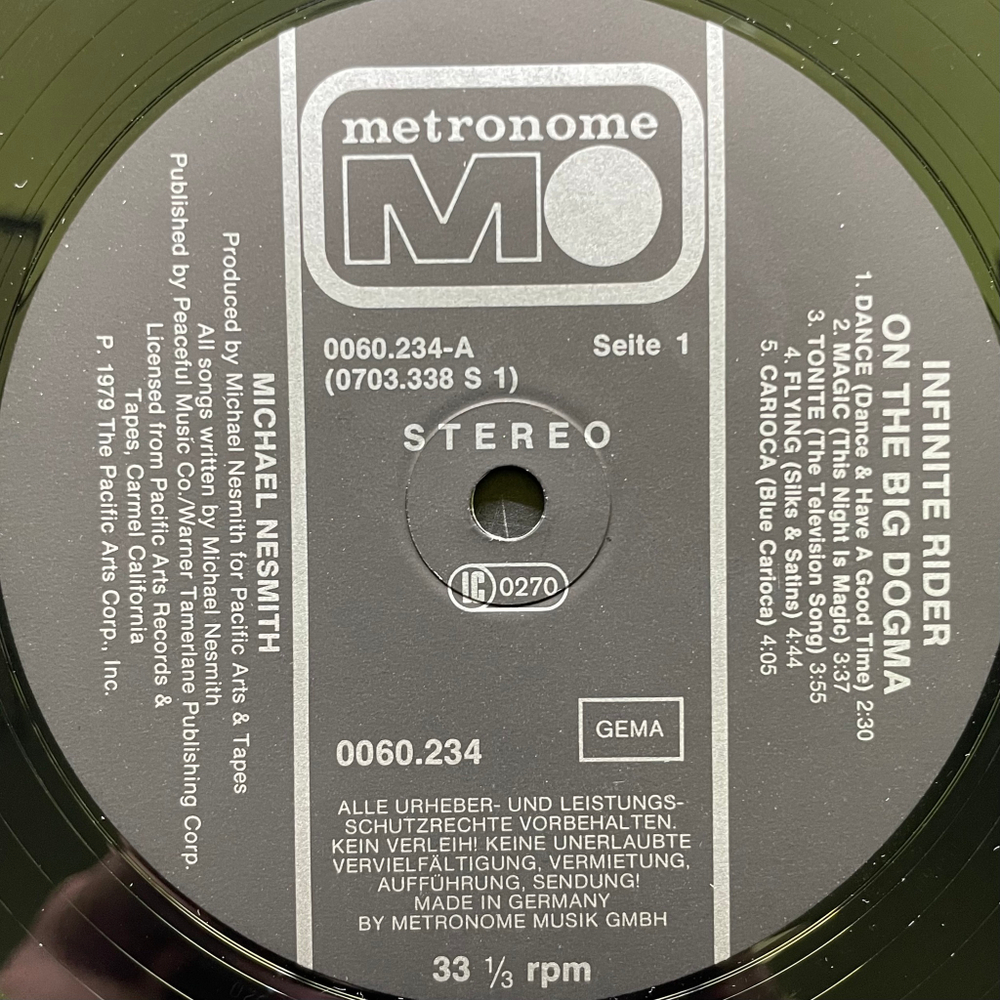 metronome
MO
0060.234-A Seite 1
(0703.338 S 1)
STEREO
LC 0270
GEMA
0060.234
ALLE URHEBER- UND LEISTUNGS-
SCHUTZRECHTE VORBEHALTEN.
KEIN VERLEIH! KEINE UNERLAUBTE
VERVIELFÄLTIGUNG, VERMIETUNG,
AUFFÜHRUNG, SENDUNG!
MADE IN GERMANY
BY METRONOME MUSIK GMBH
33 1/3 rpm
INFINITE RIDER
ON THE BIG DOGMA
1. DANCE (Dance & Have A Good Time) 2:30
2. MAGIC (This Night Is Magic) 3:37
3. TONITE (The Television Song) 3:55
4. FLYING (Silks & Satins) 4:44
5. CARIOCA (Blue Carioca) 4:05
MICHAEL NESMITH
Produced by Michael Nesmith for Pacific Arts & Tapes
All songs written by Michael Nesmith
Published by Peaceful Music Co./Warner Tamerlane Publishing Corp.
Licensed from Pacific Arts Records &
Tapes, Carmel California
P. 1979 The Pacific Arts Corp., Inc.